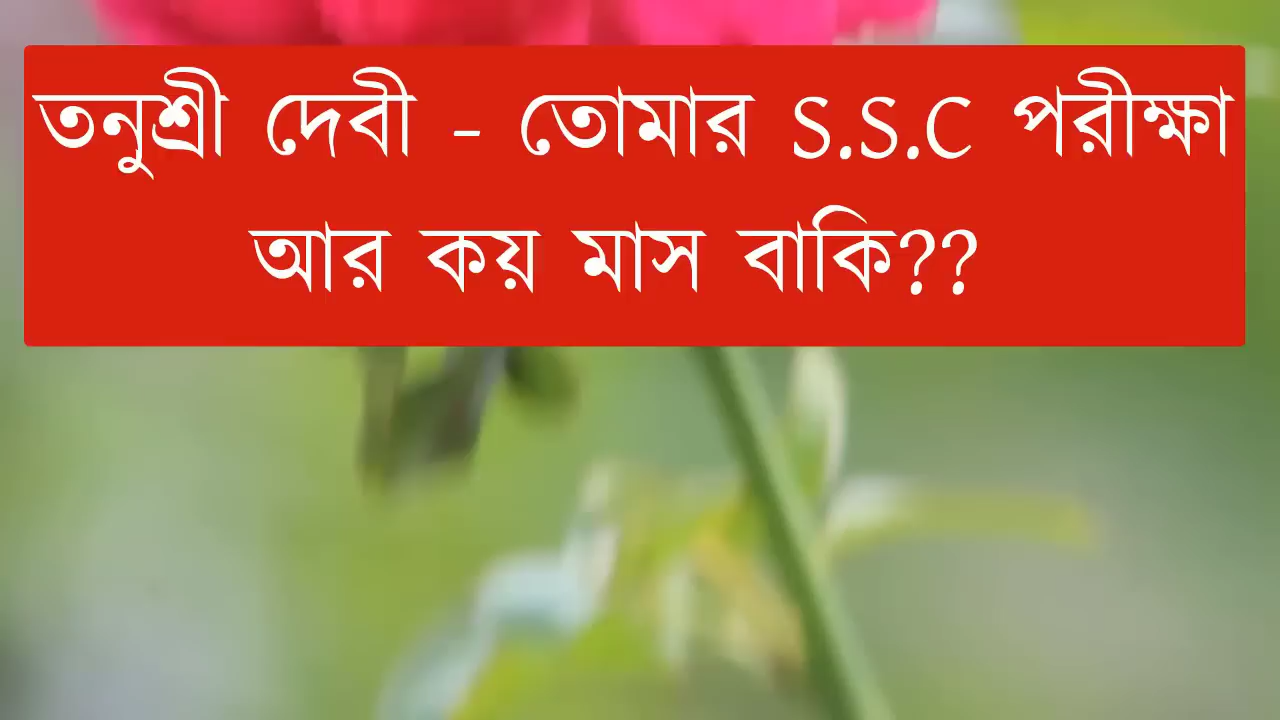 তনুশ্রী দেবী - তোমার S.S.C পরীক্ষা
আর কয় মাস বাকি??